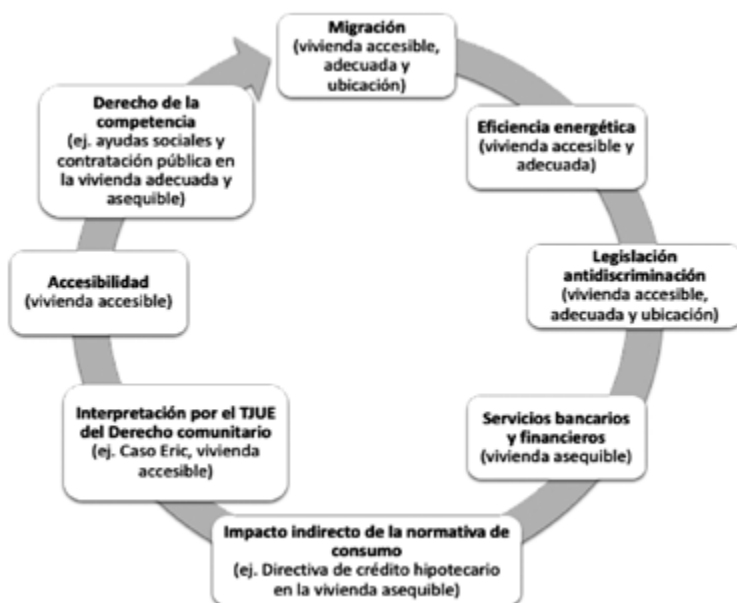 Migración
(vivienda accesible,
adecuada y
ubicación)
Eficiencia energética
(vivienda accesible y
adecuada)
Legislación
antidiscriminación
(vivienda accesible,
adecuada y ubicación)
Servicios bancarios
y financieros
(vivienda asequible)
Impacto indirecto de la normativa de
consumo
(ej. Directiva de crédito hipotecario
en la vivienda asequible)
Interpretación por el TJUE
del Derecho comunitario
(ej. Caso Eric, vivienda
accesible)
Accesibilidad
(vivienda accesible)
Derecho de la
competencia
(ej. ayudas sociales y
contratación pública en
la vivienda adecuada y
asequible)